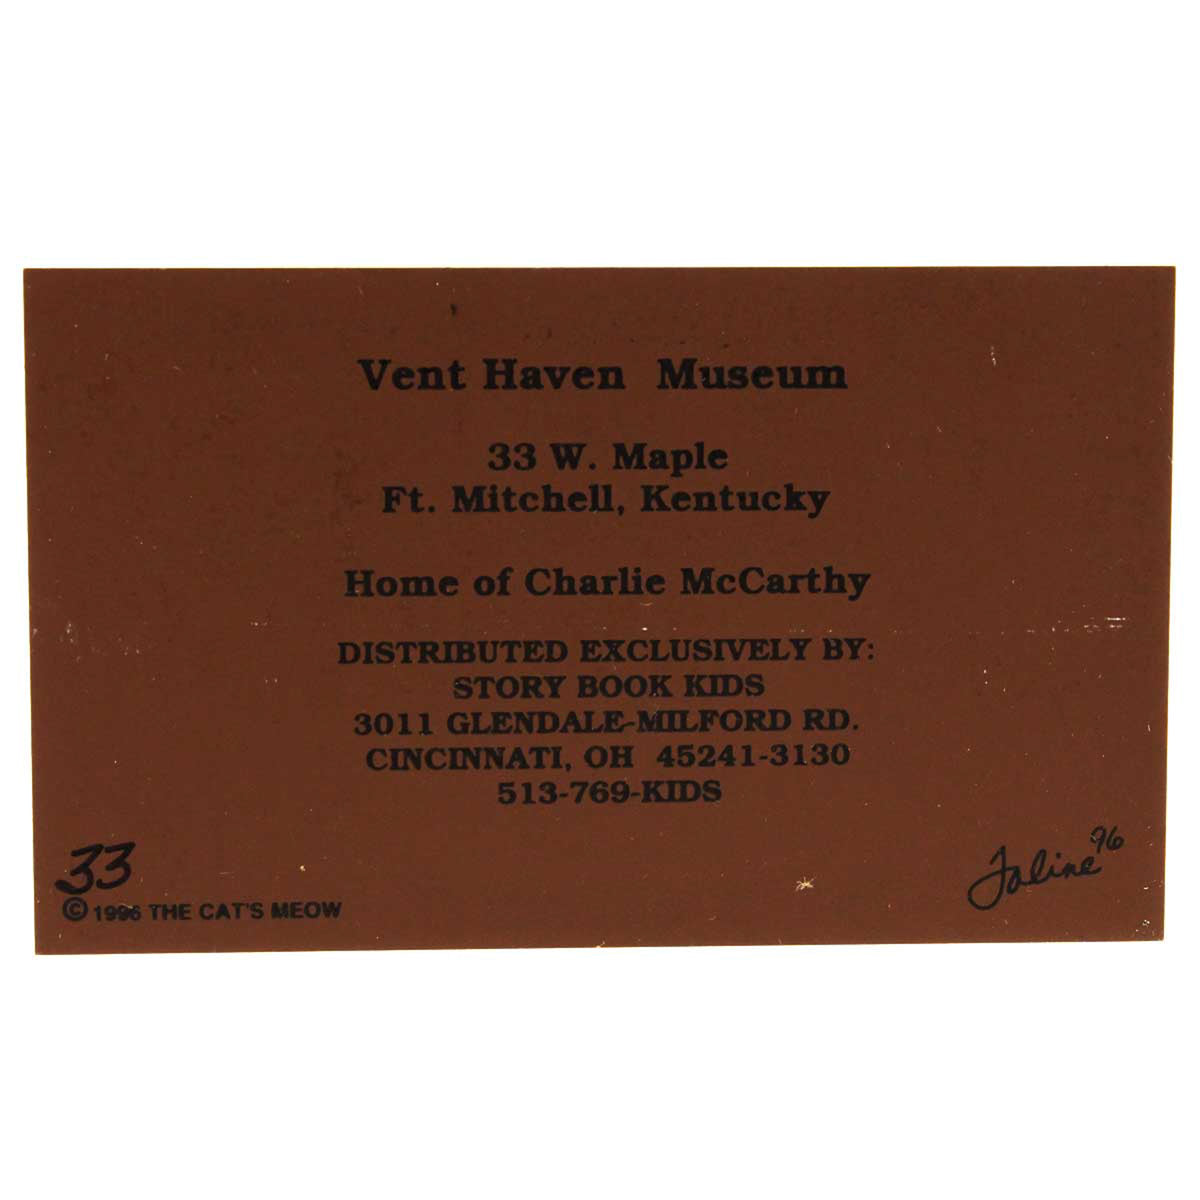 Vent Haven Museum
33 W. Maple
Ft. Mitchell, Kentucky
Home of Charlie McCarthy
DISTRIBUTED EXCLUSIVELY BY:
STORY BOOK KIDS
3011 GLENDALE-MILFORD RD.
CINCINNATI, OH 45241-3130
513-769-KIDS
33
© 1996 THE CAT'S MEOW
Faline 96